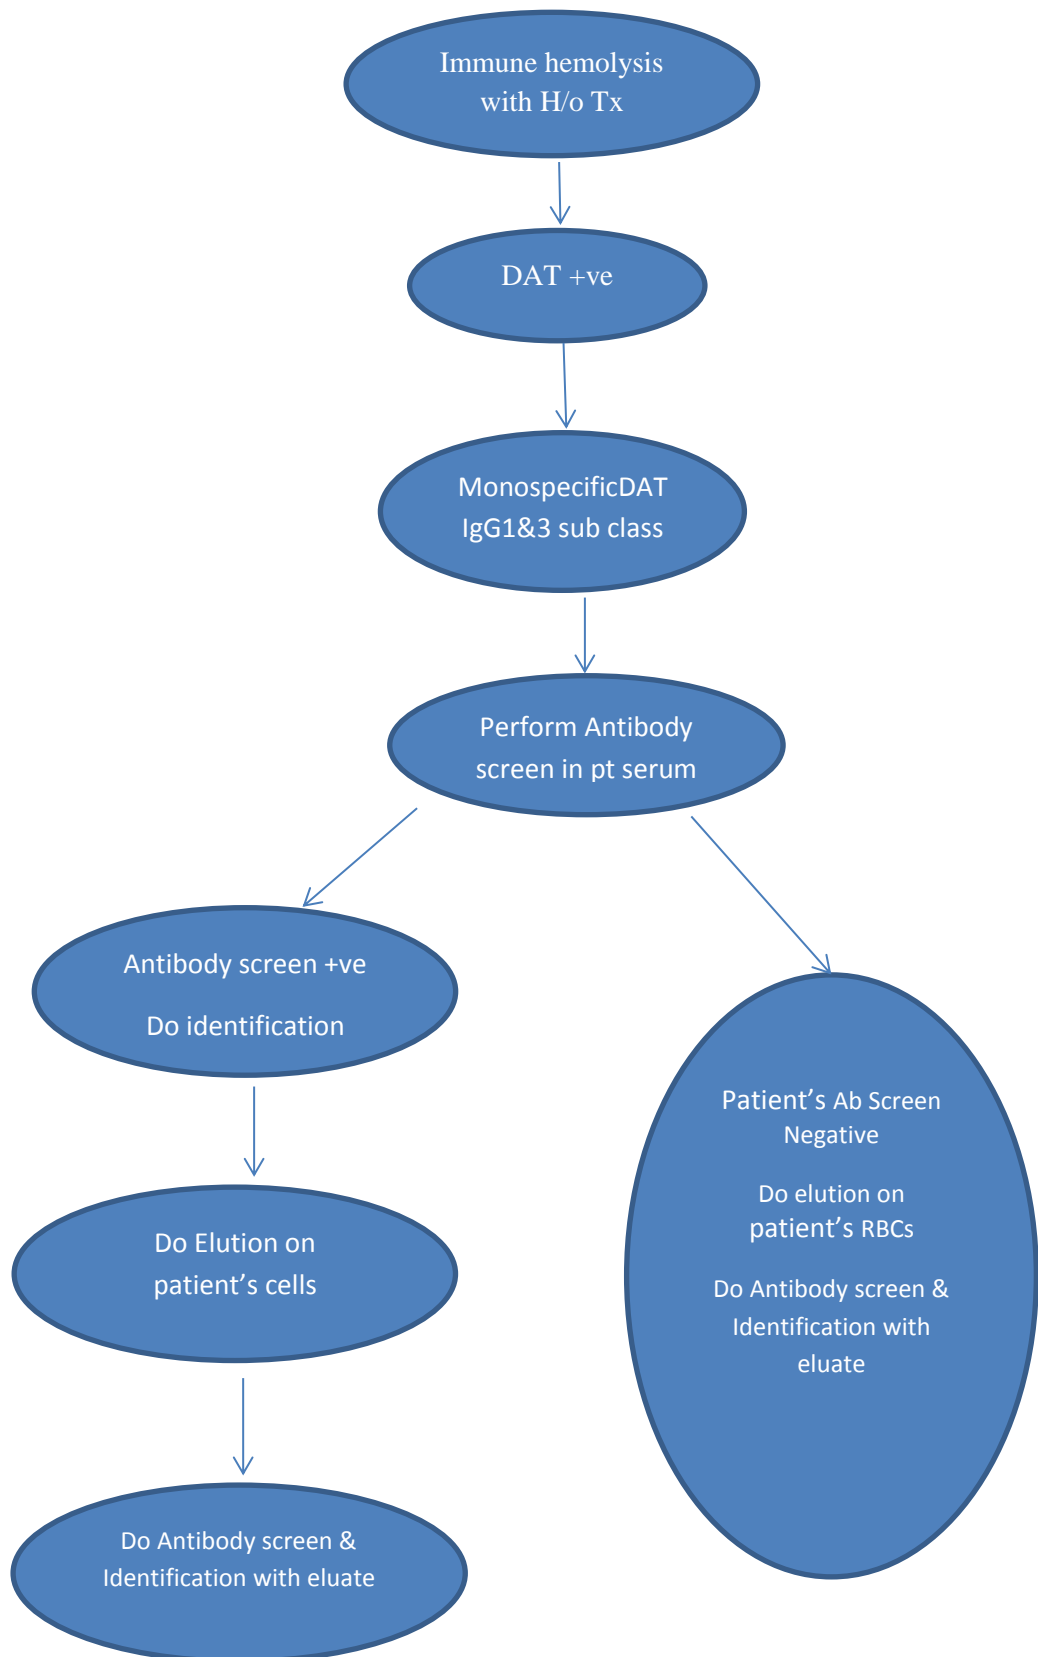 Immune hemolysis
with H/o Tx
DAT +ve
MonospecificDAT
IgG1&3 sub class
Perform Antibody
screen in pt serum
Antibody screen +ve
Do identification
Patient’s Ab Screen
Negative
Do elution on
patient’s RBCs
Do Antibody screen &
Identification with
eluate
Do Elution on
patient’s cells
Do Antibody screen &
Identification with eluate